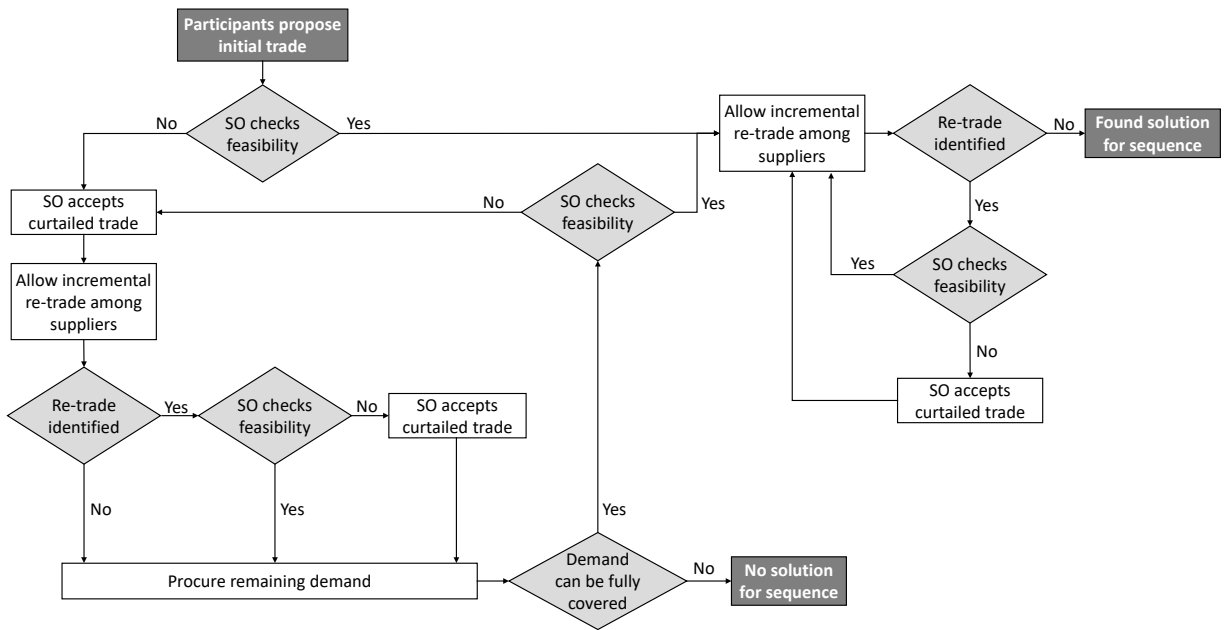 Participants propose
initial trade
SO checks
feasibility
No
Yes
Allow incremental
re-trade among
suppliers
Re-trade
identified
No
Found solution
for sequence
Yes
SO accepts
curtailed trade
No
SO checks
feasibility
Yes
Yes
SO checks
feasibility
No
SO accepts
curtailed trade
Allow incremental
re-trade among
suppliers
Re-trade
identified
Yes
SO checks
feasibility
No
SO accepts
curtailed trade
No
Yes
Yes
Procure remaining demand
Demand
can be fully
covered
No
No solution
for sequence